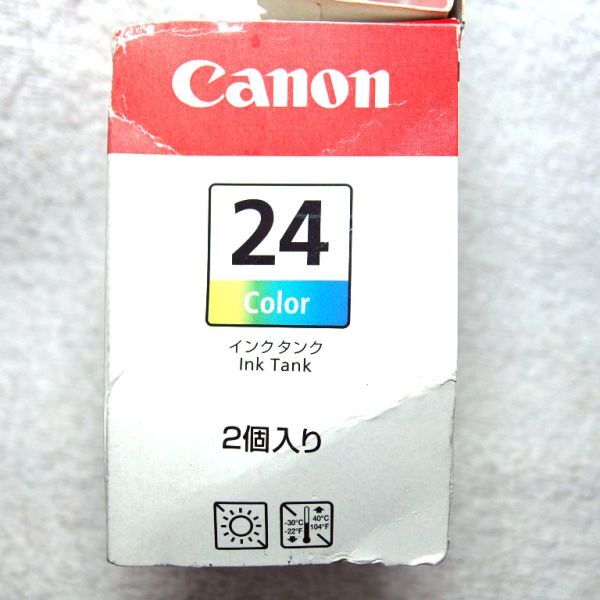 Canon
24
Color
インクタンク
Ink Tank
2個入り
-30°C
-22°F
40°C
104°F